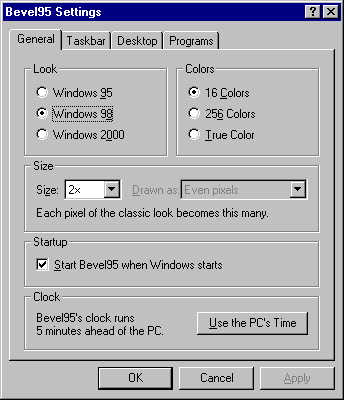 Bevel95 Settings
General
Taskbar
Desktop
Programs
Look
Windows 95
Windows 98
Windows 2000
Colors
16 Colors
256 Colors
True Color
Size
Size:
2×
Drawn as:
Even pixels
Each pixel of the classic look becomes this many.
Startup
Start Bevel95 when Windows starts
Clock
Bevel95's clock runs
5 minutes ahead of the PC.
Use the PC's Time
OK
Cancel
Apply